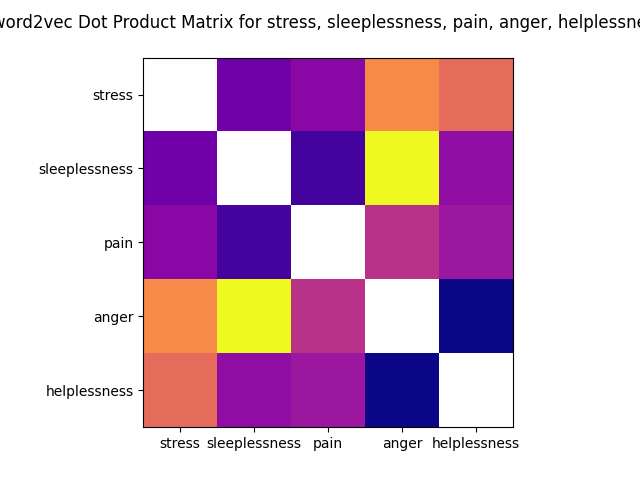 word2vec Dot Product Matrix for stress, sleeplessness, pain, anger,
stress
sleeplessness
pain
anger
helplessness
stress sleeplessness pain anger helplessness